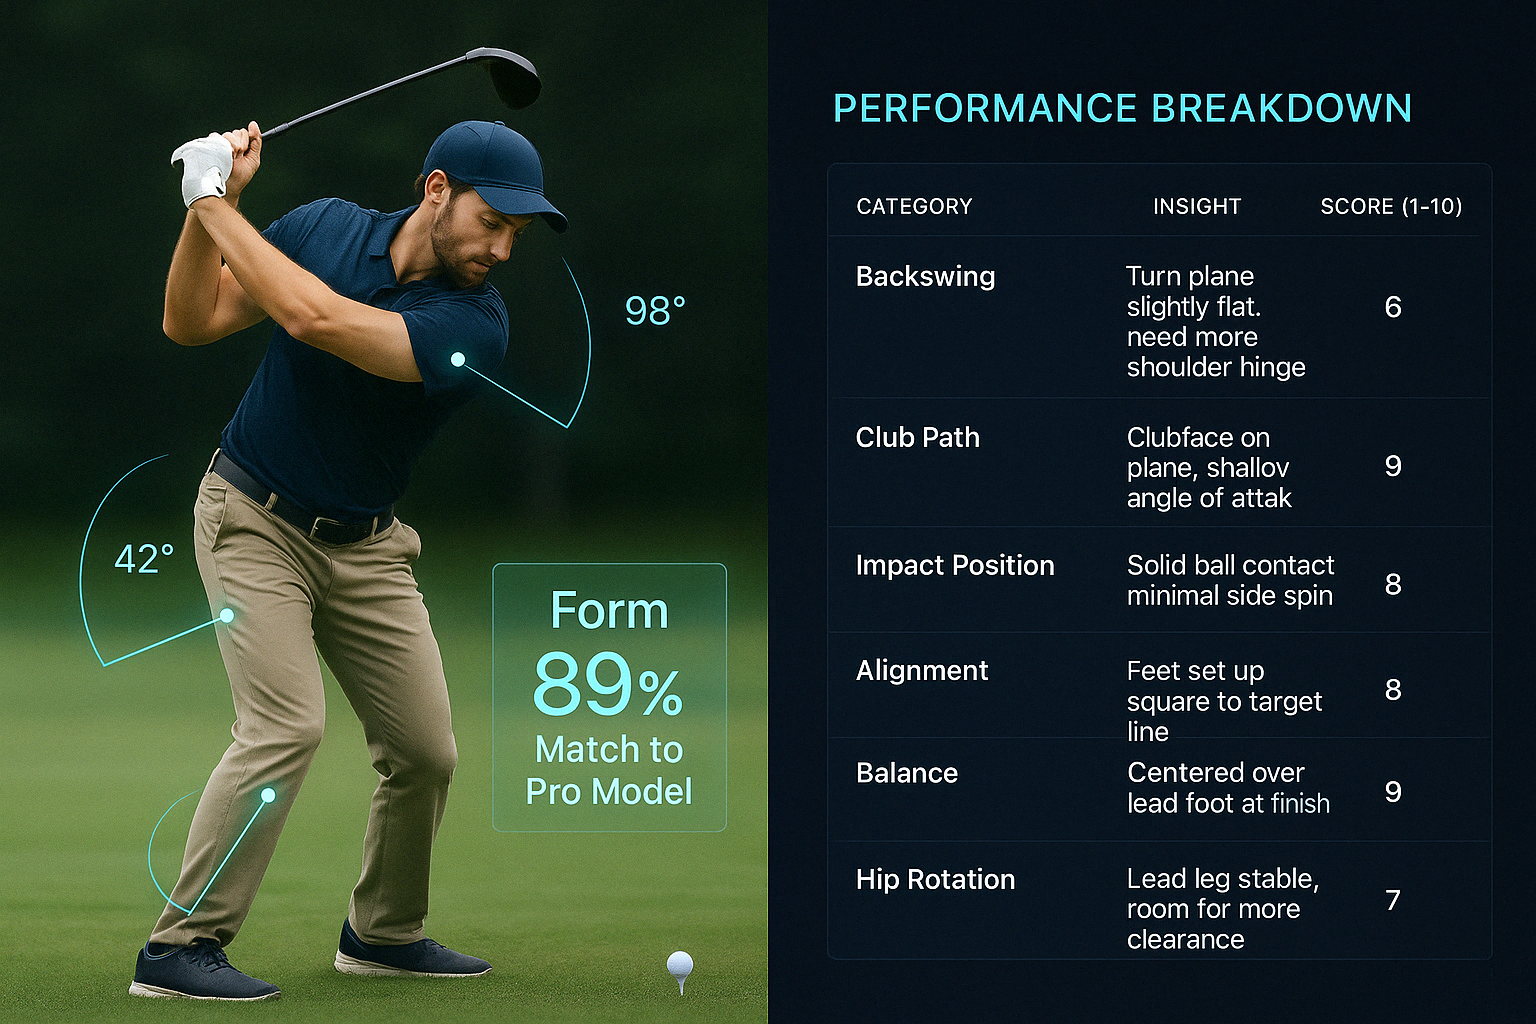 98°
42°
Form
89%
Match to
Pro Model
PERFORMANCE BREAKDOWN
CATEGORY INSIGHT SCORE (1-10)
Backswing
Turn plane
slightly flat.
need more
shoulder hinge
6
Club Path
Clubface on
plane, shallov
angle of attak
9
Impact Position
Solid ball contact
minimal side spin
8
Alignment
Feet set up
square to target
line
8
Balance
Centered over
lead foot at finish
9
Hip Rotation
Lead leg stable,
room for more
clearance
7